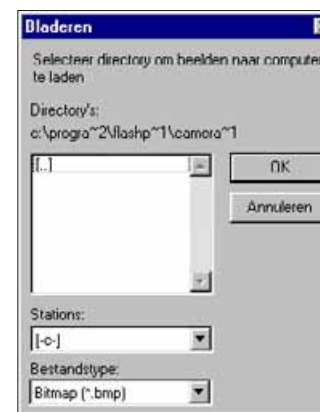 Bladeren
Selecteer directory om beelden naar computer
te laden
Directory's:
c:\progra~2\flashp~1\camera~1
[..]
OK
Annuleren
Stations:
[-c-]
Bestandstype:
Bitmap (*.bmp)